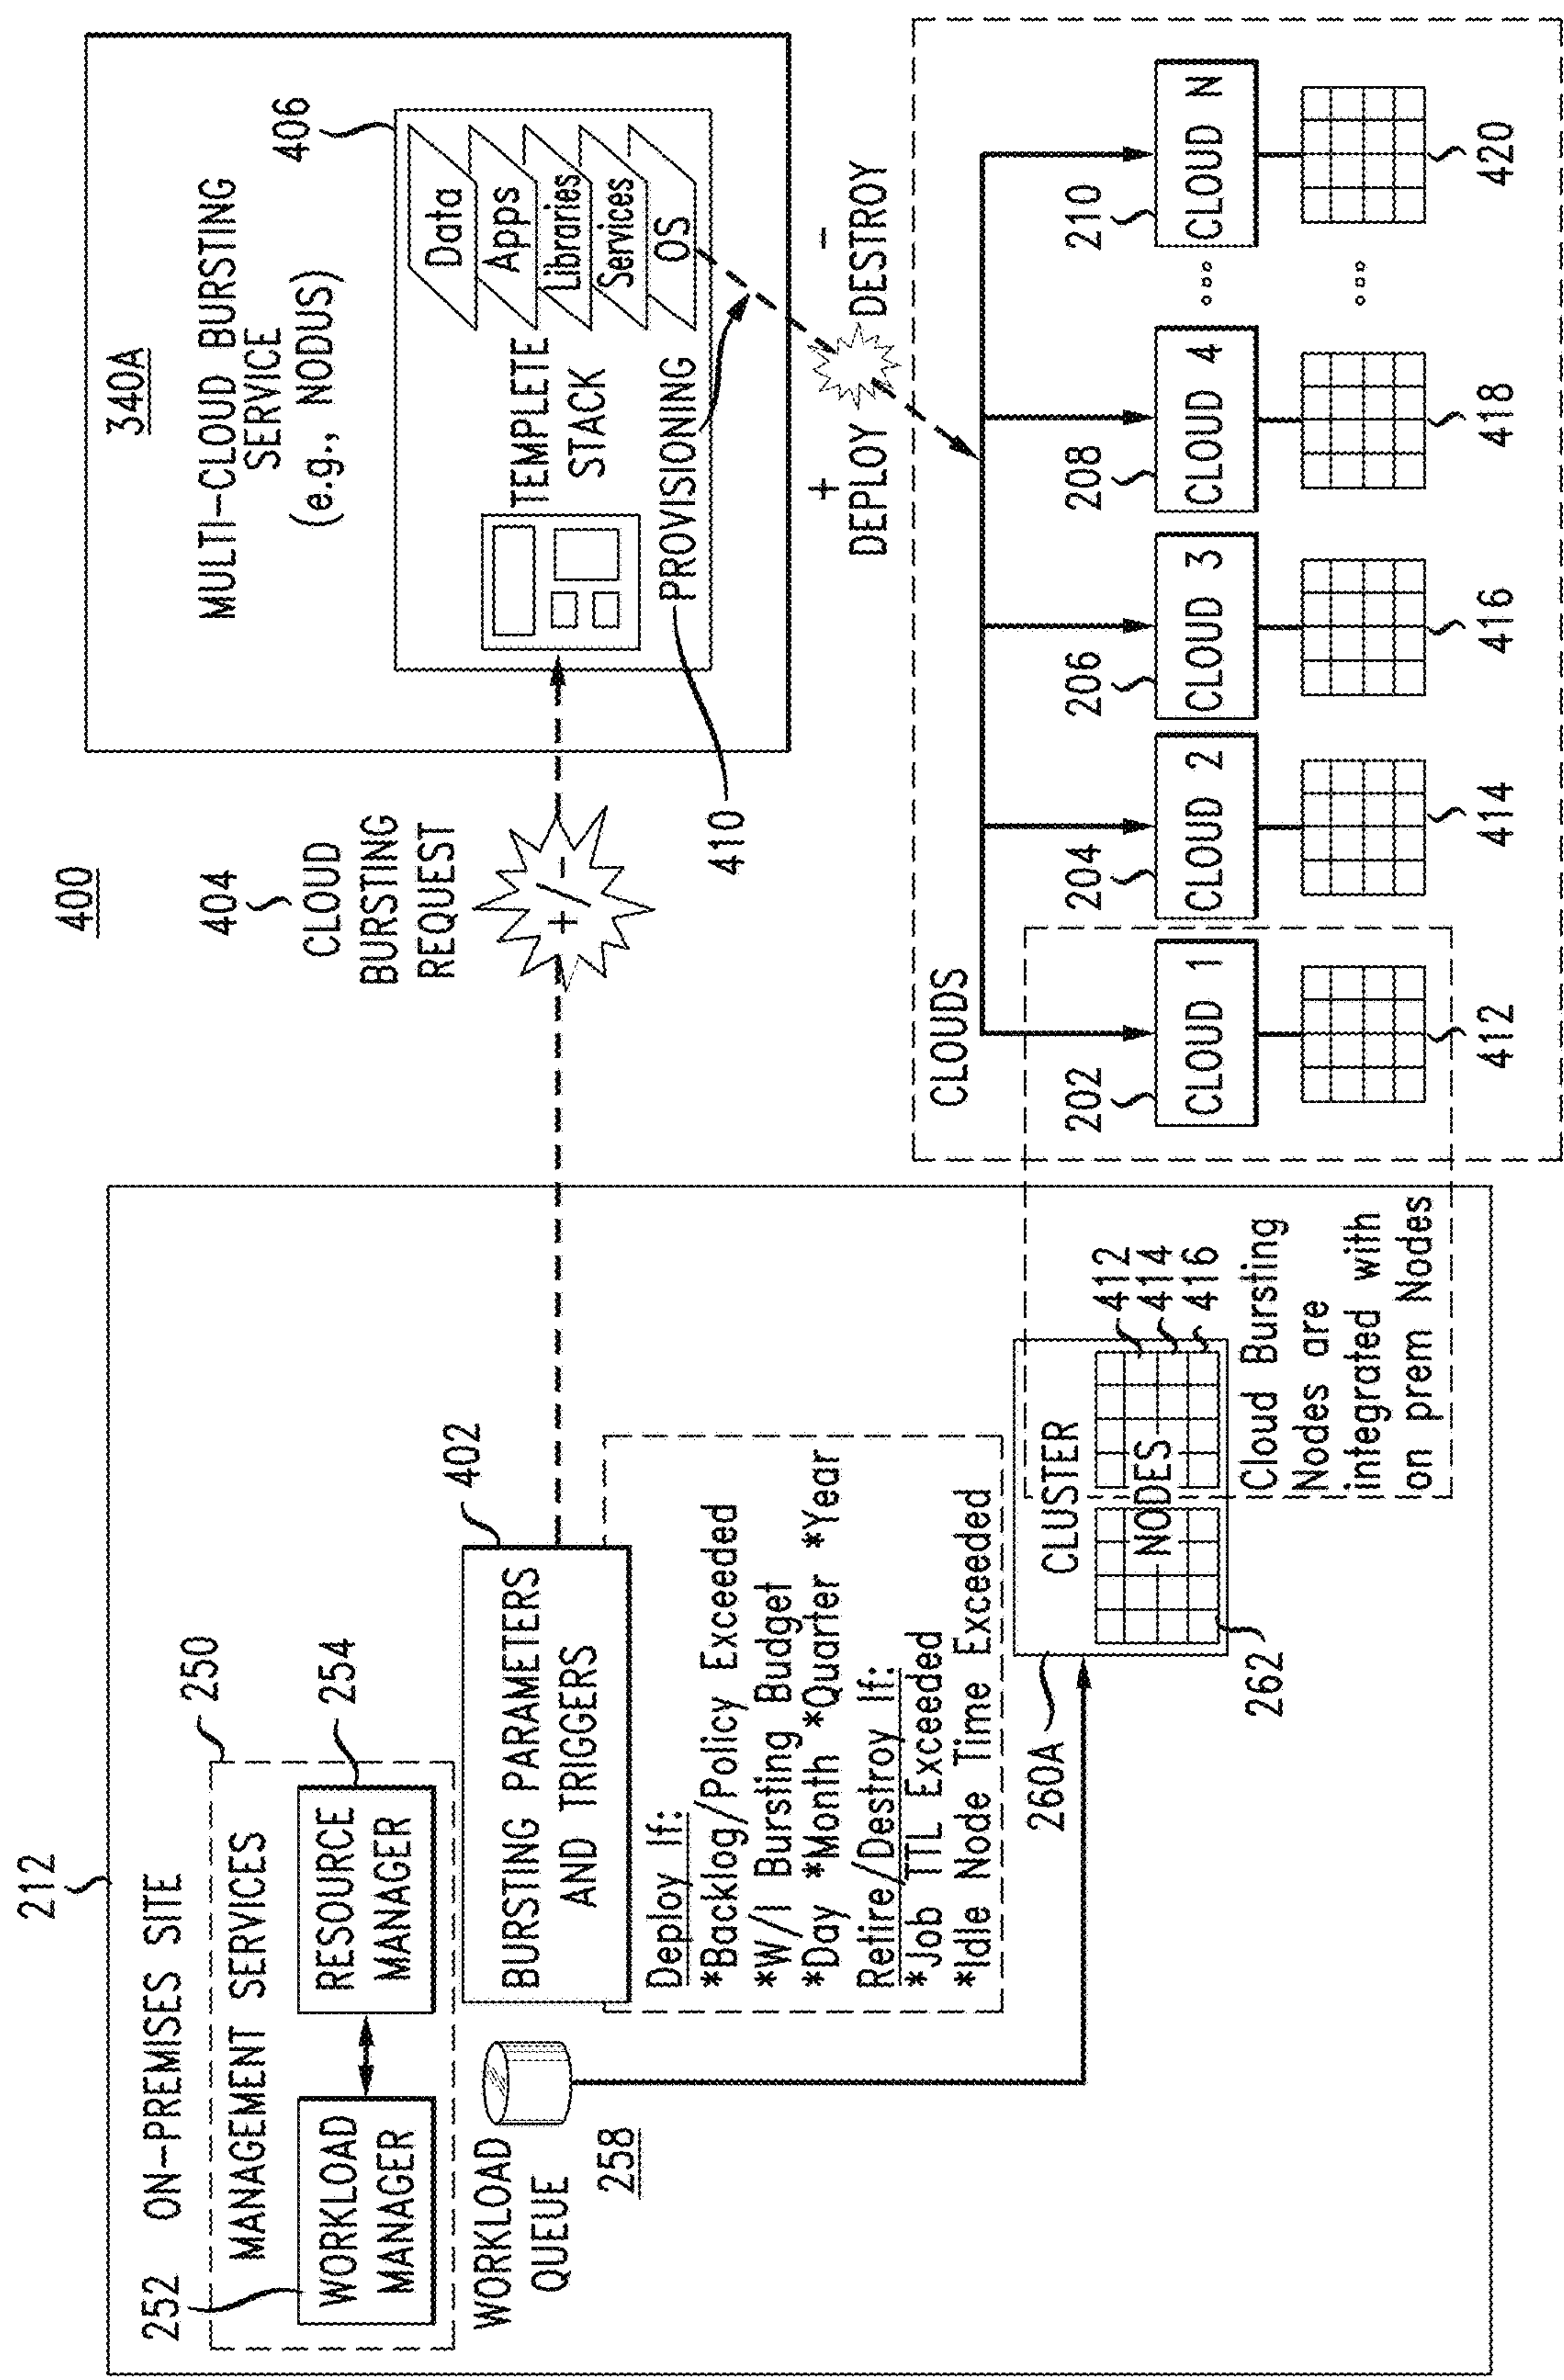 400
212
ON-PREMISES SITE
250
MANAGEMENT SERVICES
252
WORKLOAD
MANAGER
254
RESOURCE
MANAGER
WORKLOAD
QUEUE
258
402
BURSTING PARAMETERS
AND TRIGGERS
Deploy If:
*Backlog/Policy Exceeded
*W/I Bursting Budget
*Day *Month *Quarter *Year
Retire/Destroy If:
*Job TTL Exceeded
*Idle Node Time Exceeded
260A
CLUSTER
NODES
262
412
414
416
Cloud Bursting
Nodes are
integrated with
on prem Nodes
404
CLOUD
BURSTING
REQUEST
+ / -
340A
MULTI-CLOUD BURSTING
SERVICE
(e.g., NODUS)
406
TEMPLETE
STACK
Data
Apps
Libraries
Services
OS
PROVISIONING
410
+ -
DEPLOY DESTROY
CLOUDS
202
204
206
208
210
CLOUD 1
CLOUD 2
CLOUD 3
CLOUD 4
CLOUD N
412
414
416
418
420